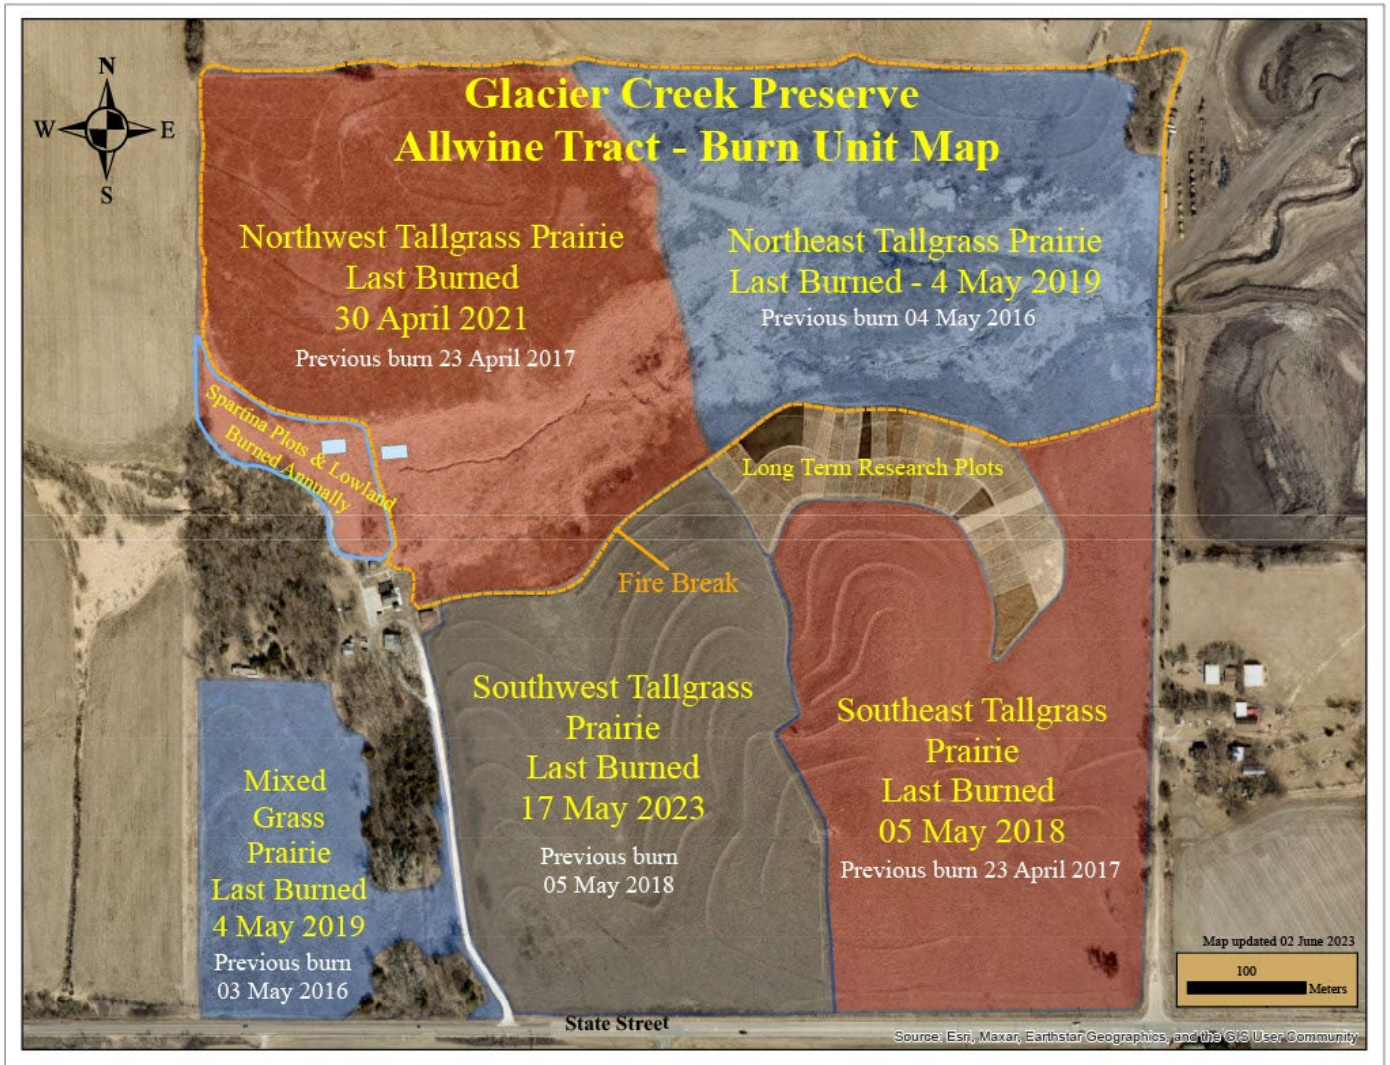 Glacier Creek Preserve
Allwine Tract - Burn Unit Map
N
W
E
S
Northwest Tallgrass Prairie
Last Burned
30 April 2021
Previous burn 23 April 2017
Northeast Tallgrass Prairie
Last Burned - 4 May 2019
Previous burn 04 May 2016
Spartina Plots & Lowland
Burned Annually
Long Term Research Plots
Fire Break
Southwest Tallgrass
Prairie
Last Burned
17 May 2023
Previous burn
05 May 2018
Southeast Tallgrass
Prairie
Last Burned
05 May 2018
Previous burn 23 April 2017
Mixed
Grass
Prairie
Last Burned
4 May 2019
Previous burn
03 May 2016
Map updated 02 June 2023
100
Meters
State Street
Source: Esri, Maxar, Earthstar Geographics, and the GIS User Community